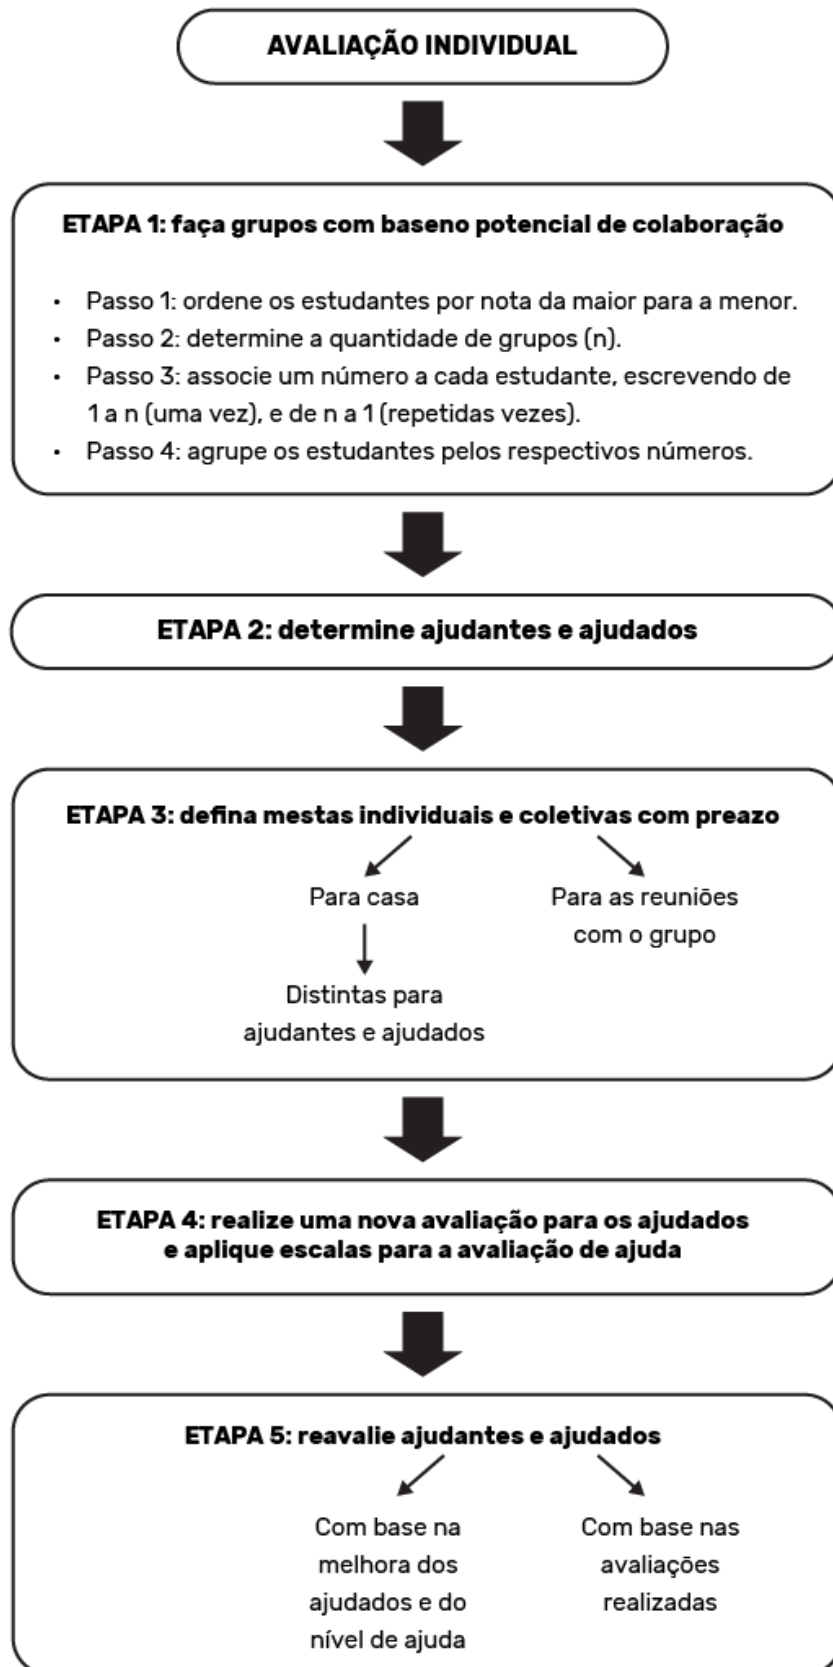 AVALIAÇÃO INDIVIDUAL
ETAPA 1: faça grupos com baseno potencial de colaboração
• Passo 1: ordene os estudantes por nota da maior para a menor.
• Passo 2: determine a quantidade de grupos (n).
• Passo 3: associe um número a cada estudante, escrevendo de
1 a n (uma vez), e de n a 1 (repetidas vezes).
• Passo 4: agrupe os estudantes pelos respectivos números.
ETAPA 2: determine ajudantes e ajudados
ETAPA 3: defina mestas individuais e coletivas com preazo
Para casa
Distintas para
ajudantes e ajudados
Para as reuniões
com o grupo
ETAPA 4: realize uma nova avaliação para os ajudados
e aplique escalas para a avaliação de ajuda
ETAPA 5: reavalie ajudantes e ajudados
Com base na
melhora dos
ajudados e do
nível de ajuda
Com base nas
avaliações
realizadas